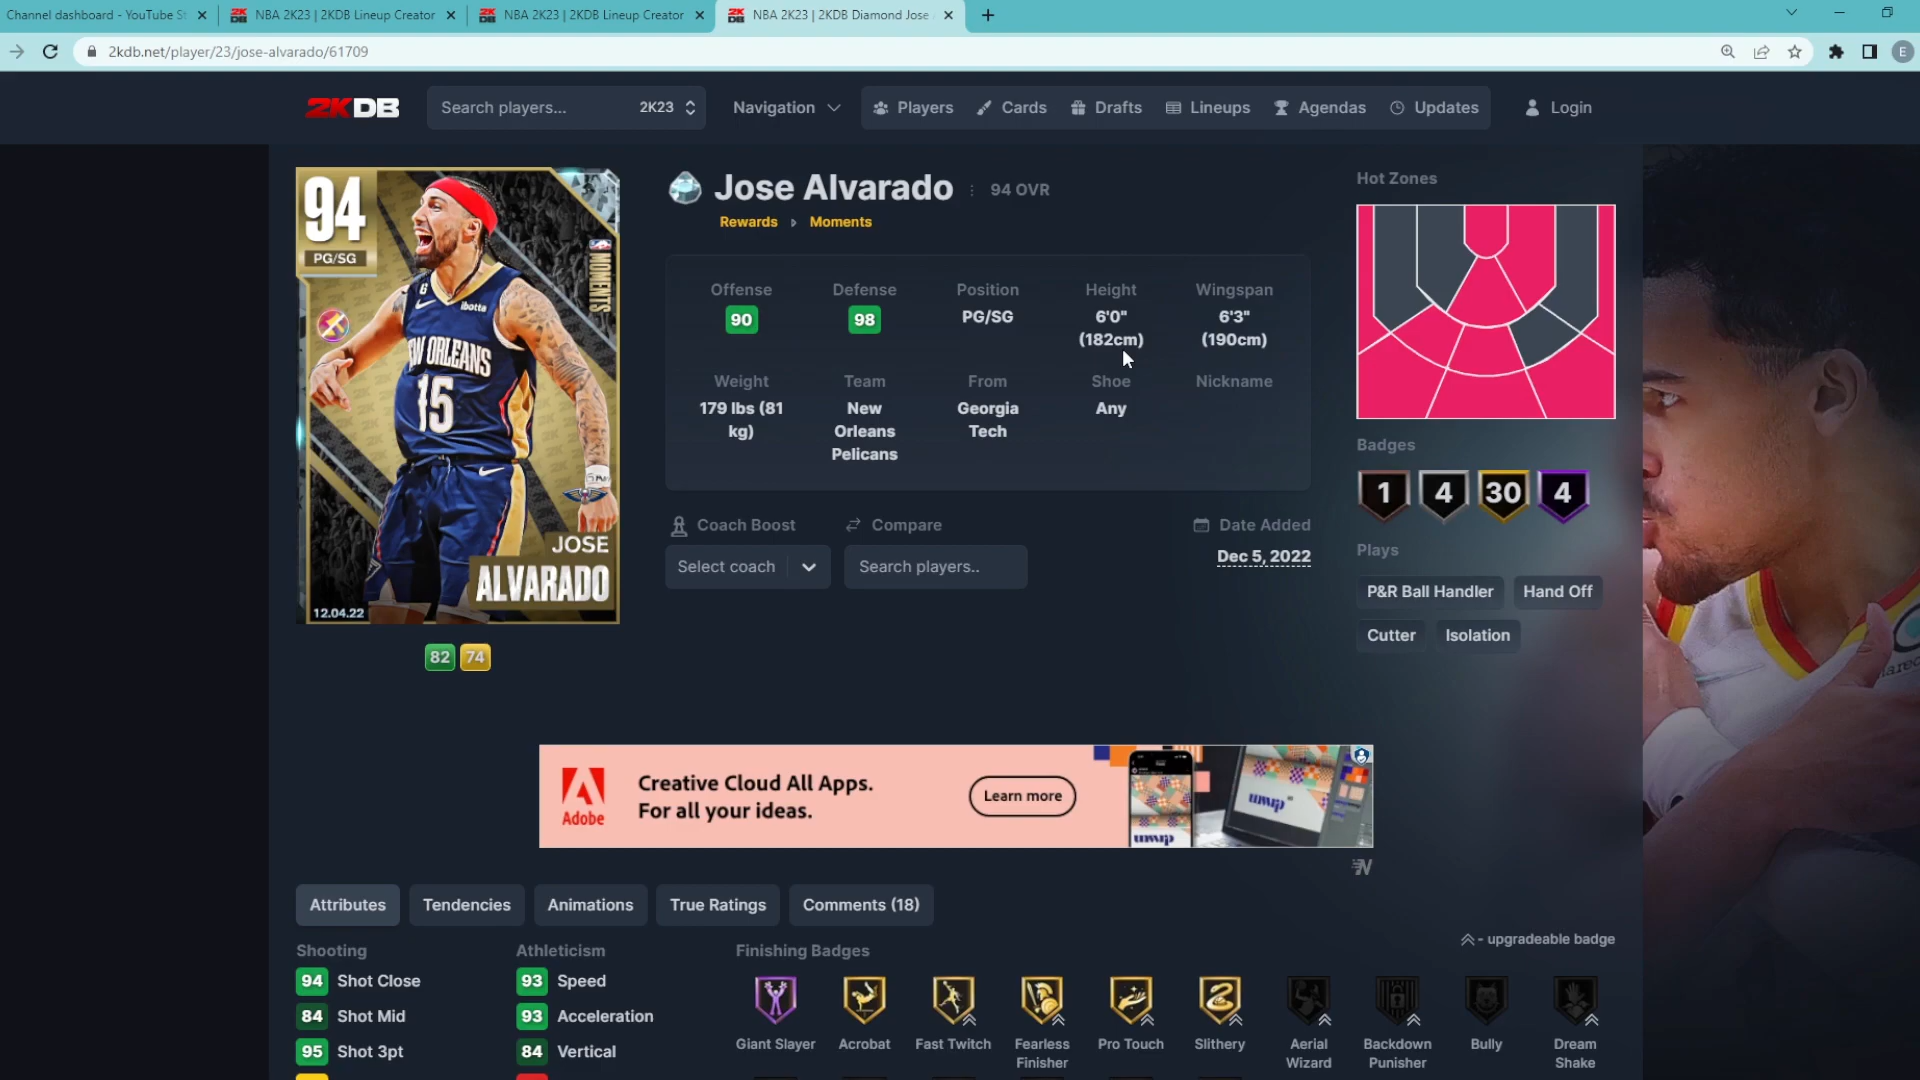 Channel dashboard - YouTube St
NBA 2K23 | 2KDB Lineup Creator
NBA 2K23 | 2KDB Lineup Creator
NBA 2K23 | 2KDB Diamond Jose
2kdb.net/player/23/jose-alvarado/61709
E
2KDB
Search players...
2K23
Navigation
Players
Cards
Drafts
Lineups
Agendas
Updates
Login
94
PG/SG
MOMENTS
6
ibotta
NEW ORLEANS
15
JOSE
ALVARADO
12.04.22
82 74
Jose Alvarado : 94 OVR
Rewards
Moments
Offense
90
Defense
98
Position
PG/SG
Height
6'0"
(182cm)
Wingspan
6'3"
(190cm)
Weight
179 lbs (81
kg)
Team
New
Orleans
Pelicans
From
Georgia
Tech
Shoe
Any
Nickname
Coach Boost
Select coach
Compare
Search players..
Date Added
Dec 5, 2022
Hot Zones
Badges
1 4 30 4
Plays
P&R Ball Handler
Hand Off
Cutter
Isolation
Adobe
Creative Cloud All Apps.
For all your ideas.
Learn more
uwrp
uwrp
Attributes
Tendencies
Animations
True Ratings
Comments (18)
- upgradeable badge
Shooting
94 Shot Close
84 Shot Mid
95 Shot 3pt
Athleticism
93 Speed
93 Acceleration
84 Vertical
Finishing Badges
Giant Slayer
Acrobat
Fast Twitch
Fearless
Finisher
Pro Touch
Slithery
Aerial
Wizard
Backdown
Punisher
Bully
Dream
Shake